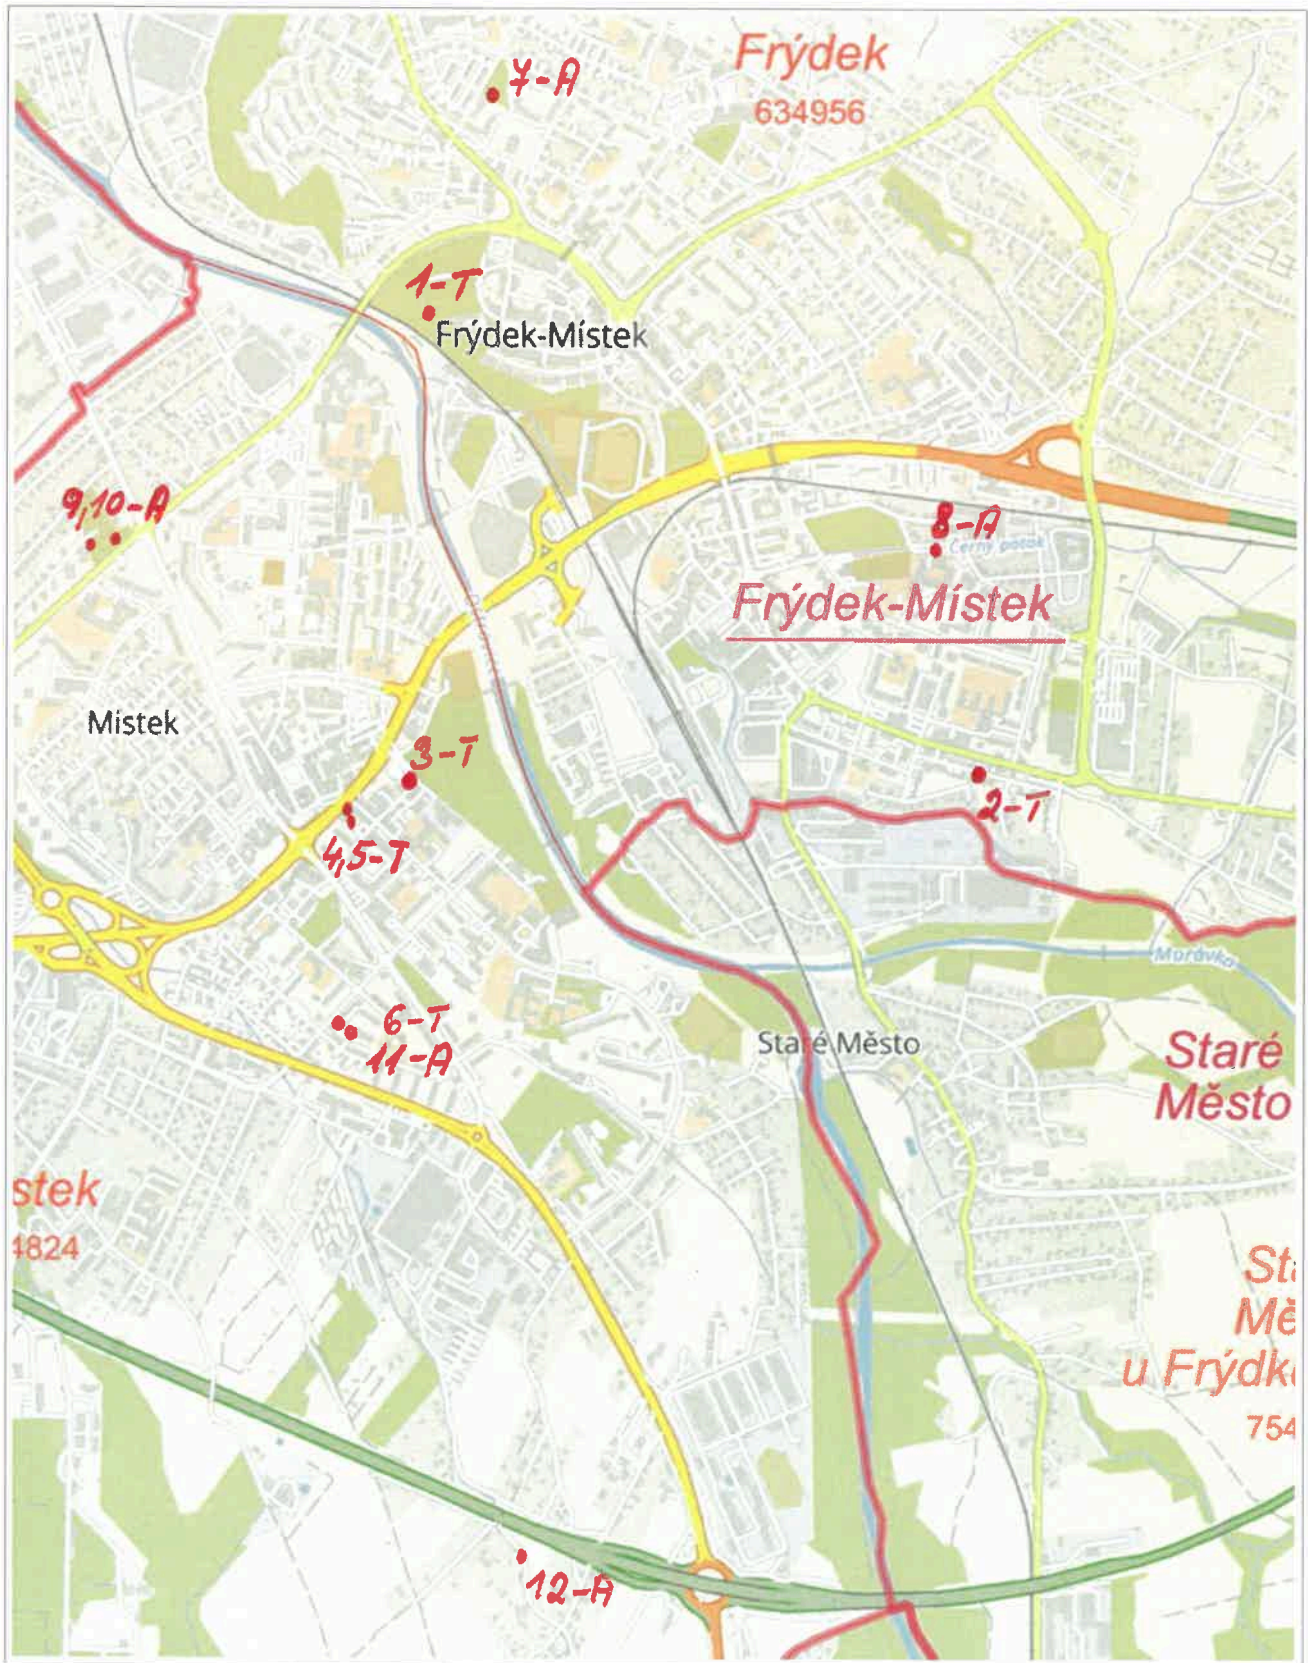 Frýdek
634956
7-A
1-T
Frýdek-Místek
9,10-A
8-A
Černý potok
Frýdek-Místek
Místek
3-T
2-T
4,5-T
Morávka
6-T
11-A
Staré Město
Staré
Město
stek
4824
Sta
Mě
u Frýdk
754
12-A